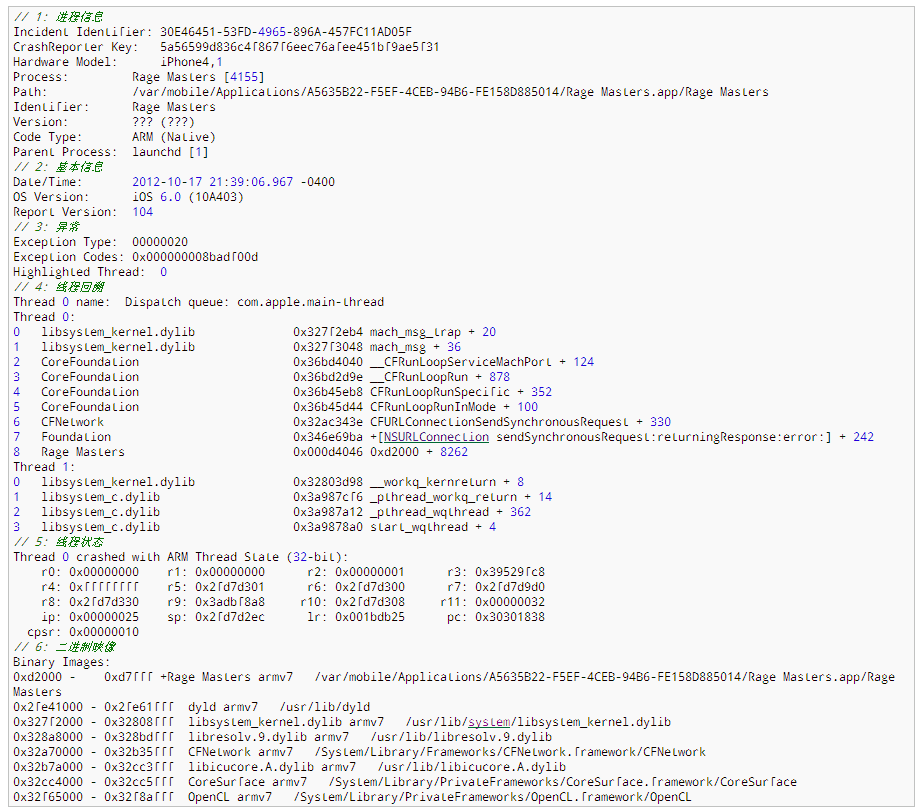 // 1: 进程信息
Incident Identifier: 30E46451-53FD-4965-896A-457FC11AD05F
CrashReporter Key:   5a56599d836c4f867f6eec76afee451bf9ae5f31
Hardware Model:      iPhone4,1
Process:         Rage Masters [4155]
Path:            /var/mobile/Applications/A5635B22-F5EF-4CEB-94B6-FE158D885014/Rage Masters.app/Rage Masters
Identifier:      Rage Masters
Version:         ??? (???)
Code Type:       ARM (Native)
Parent Process:  launchd [1]
// 2: 基本信息
Date/Time:       2012-10-17 21:39:06.967 -0400
OS Version:      iOS 6.0 (10A403)
Report Version:  104
// 3: 异常
Exception Type:  00000020
Exception Codes: 0x000000008badf00d
Highlighted Thread:  0
// 4: 线程回溯
Thread 0 name:  Dispatch queue: com.apple.main-thread
Thread 0:
0   libsystem_kernel.dylib              0x327f2eb4 mach_msg_trap + 20
1   libsystem_kernel.dylib              0x327f3048 mach_msg + 36
2   CoreFoundation                      0x36bd4040 __CFRunLoopServiceMachPort + 124
3   CoreFoundation                      0x36bd2d9e __CFRunLoopRun + 878
4   CoreFoundation                      0x36b45eb8 CFRunLoopRunSpecific + 352
5   CoreFoundation                      0x36b45d44 CFRunLoopRunInMode + 100
6   CFNetwork                           0x32ac343e CFURLConnectionSendSynchronousRequest + 330
7   Foundation                          0x346e69ba +[NSURLConnection sendSynchronousRequest:returningResponse:error:] + 242
8   Rage Masters                        0x000d4046 0xd2000 + 8262
Thread 1:
0   libsystem_kernel.dylib              0x32803d98 __workq_kernreturn + 8
1   libsystem_c.dylib                   0x3a987cf6 _pthread_workq_return + 14
2   libsystem_c.dylib                   0x3a987a12 _pthread_wqthread + 362
3   libsystem_c.dylib                   0x3a9878a0 start_wqthread + 4
// 5: 线程状态
Thread 0 crashed with ARM Thread State (32-bit):
    r0: 0x00000000    r1: 0x00000000      r2: 0x00000001      r3: 0x39529fc8
    r4: 0xffffffff    r5: 0x2fd7d301      r6: 0x2fd7d300      r7: 0x2fd7d9d0
    r8: 0x2fd7d330    r9: 0x3adbf8a8     r10: 0x2fd7d308     r11: 0x00000032
    ip: 0x00000025    sp: 0x2fd7d2ec      lr: 0x001bdb25      pc: 0x30301838
  cpsr: 0x00000010
// 6: 二进制映像
Binary Images:
0xd2000 -    0xd7fff +Rage Masters armv7   /var/mobile/Applications/A5635B22-F5EF-4CEB-94B6-FE158D885014/Rage Masters.app/Rage
Masters
0x2fe41000 - 0x2fe61fff  dyld armv7   /usr/lib/dyld
0x327f2000 - 0x32808fff  libsystem_kernel.dylib armv7   /usr/lib/system/libsystem_kernel.dylib
0x328a8000 - 0x328bdfff  libresolv.9.dylib armv7   /usr/lib/libresolv.9.dylib
0x32a70000 - 0x32b35fff  CFNetwork armv7   /System/Library/Frameworks/CFNetwork.framework/CFNetwork
0x32b7a000 - 0x32cc3fff  libicucore.A.dylib armv7   /usr/lib/libicucore.A.dylib
0x32cc4000 - 0x32cc5fff  CoreSurface armv7   /System/Library/PrivateFrameworks/CoreSurface.framework/CoreSurface
0x32f65000 - 0x32f8afff  OpenCL armv7   /System/Library/PrivateFrameworks/OpenCL.framework/OpenCL